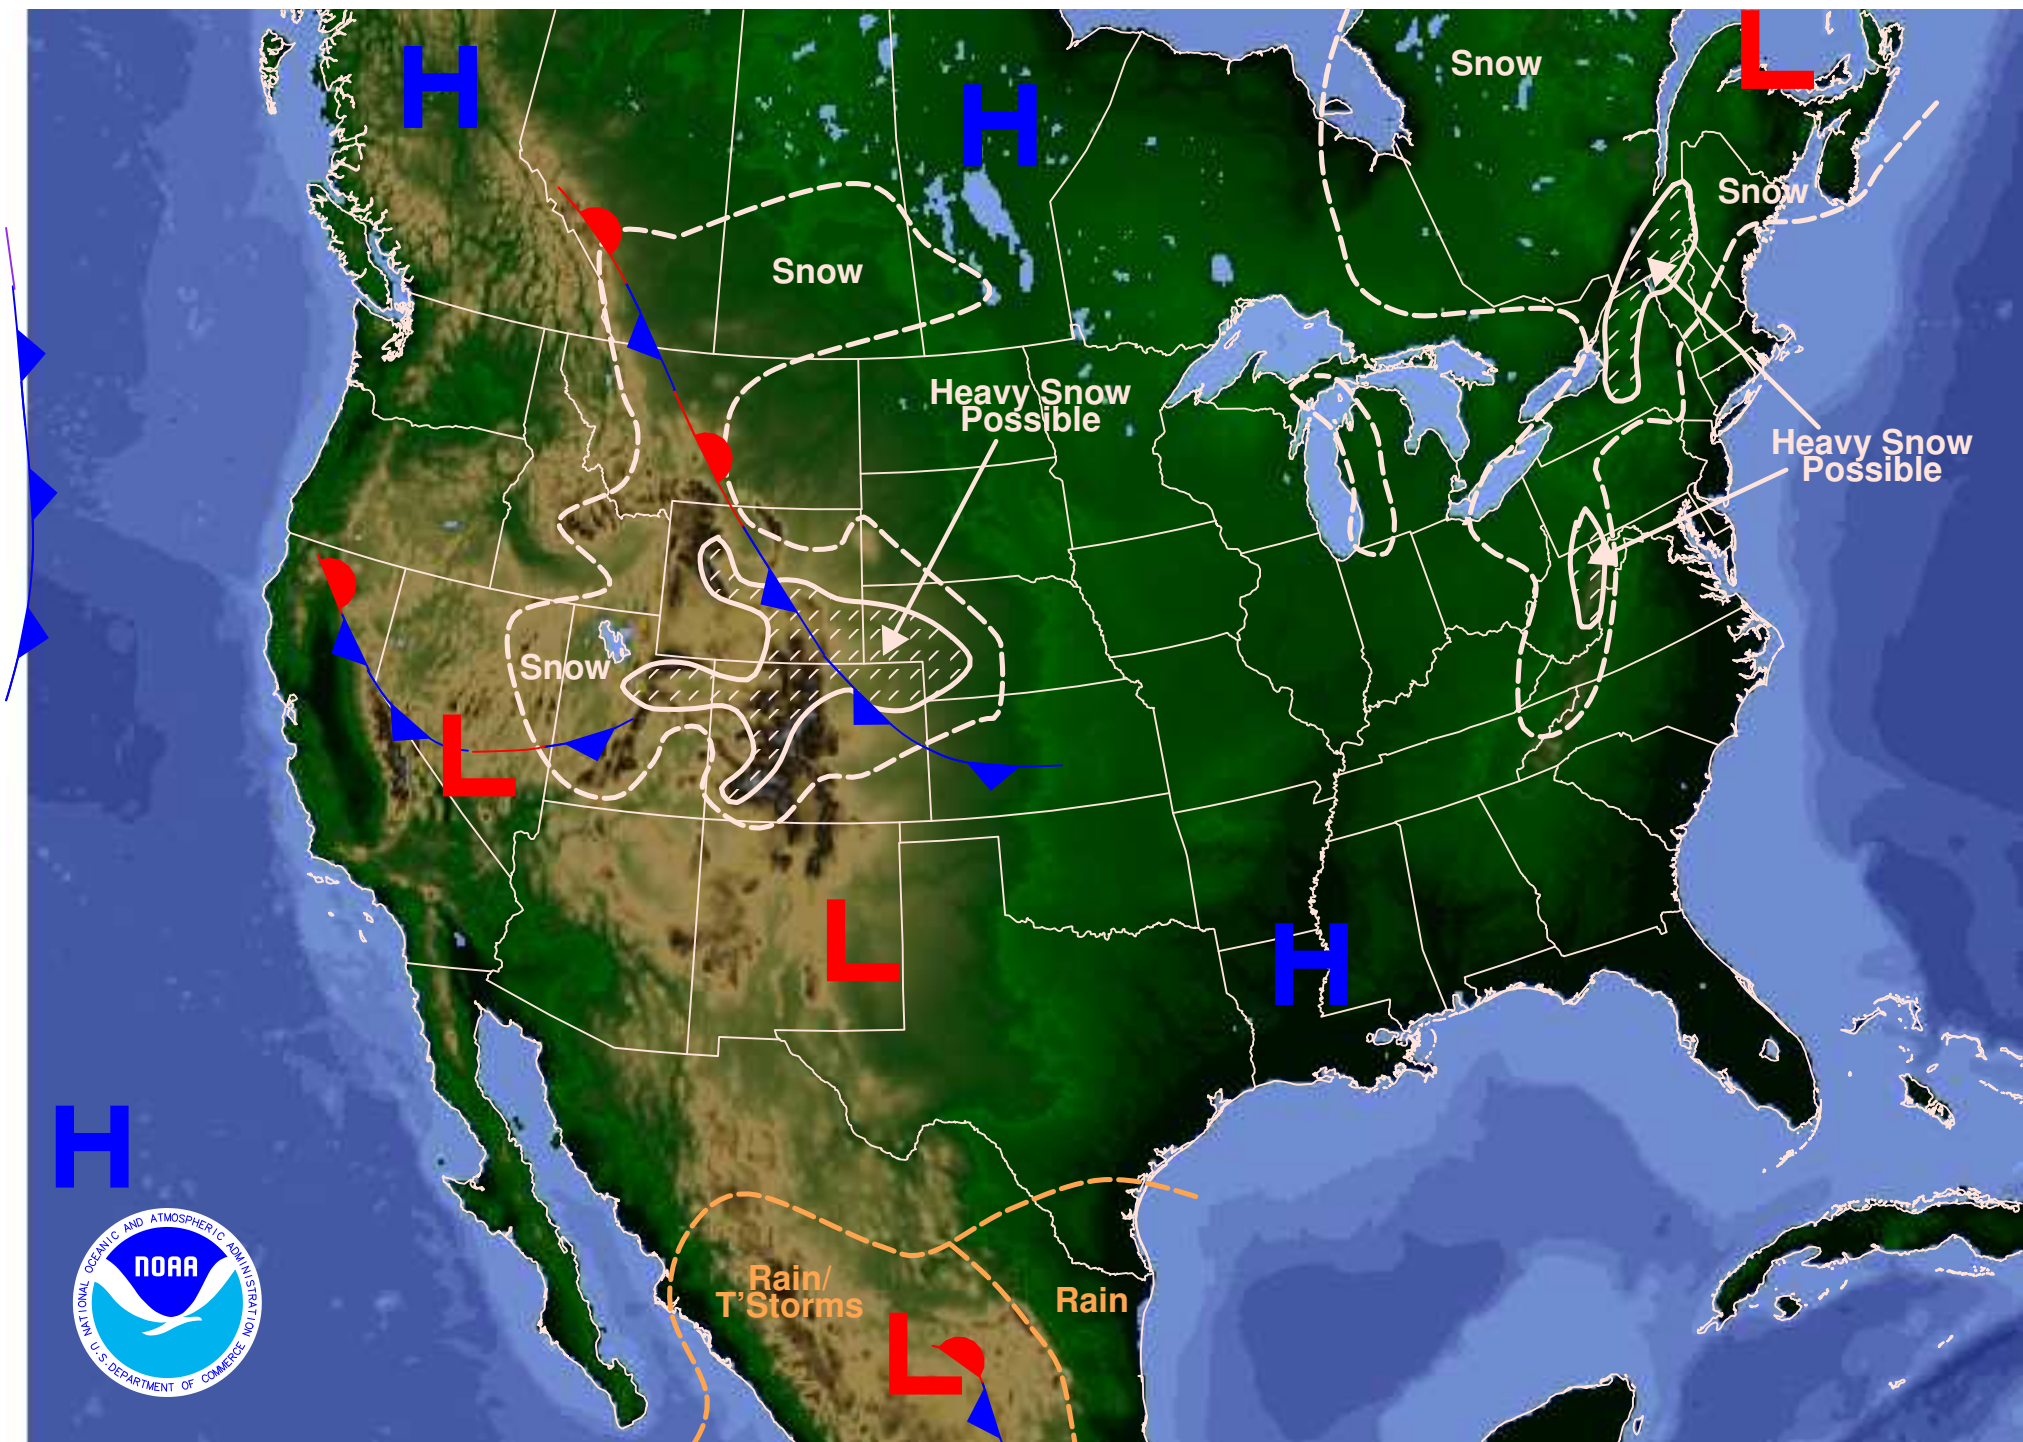 H
L
Snow
H
Snow
Snow
Heavy Snow
Possible
Heavy Snow
Possible
Snow
L
L
H
H
NATIONAL OCEANIC AND ATMOSPHERIC ADMINISTRATION
NOAA
U.S. DEPARTMENT OF COMMERCE
Rain/
T'Storms
Rain
L